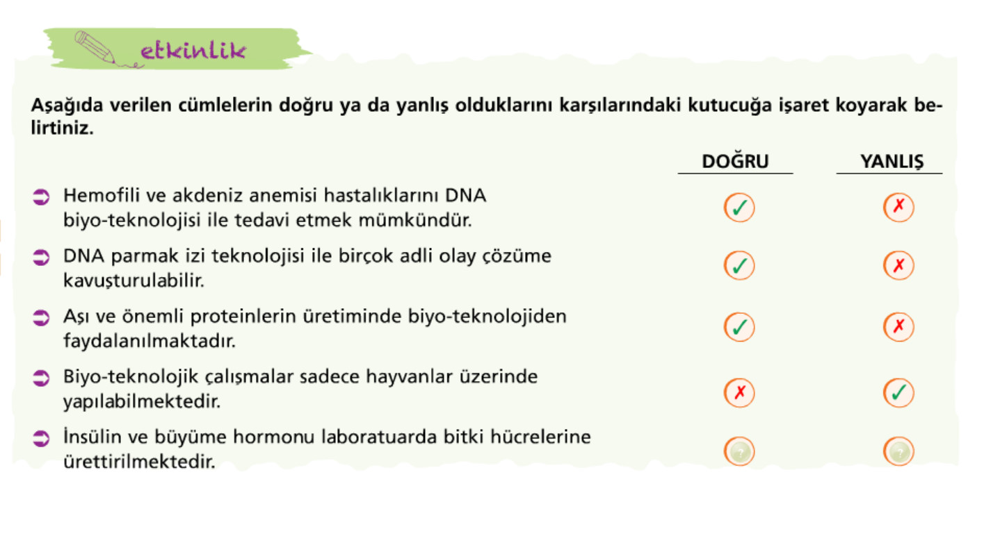 etkinlik
Aşağıda verilen cümlelerin doğru ya da yanlış olduklarını karşılarındaki kutucuğa işaret koyarak be-
lirtiniz.
DOĞRU YANLIŞ
➲ Hemofili ve akdeniz anemisi hastalıklarını DNA
biyo-teknolojisi ile tedavi etmek mümkündür. ✓ ✗
➲ DNA parmak izi teknolojisi ile birçok adli olay çözüme
kavuşturulabilir. ✓ ✗
➲ Aşı ve önemli proteinlerin üretiminde biyo-teknolojiden
faydalanılmaktadır. ✓ ✗
➲ Biyo-teknolojik çalışmalar sadece hayvanlar üzerinde
yapılabilmektedir. ✗ ✓
➲ İnsülin ve büyüme hormonu laboratuarda bitki hücrelerine
ürettirilmektedir. ? ?